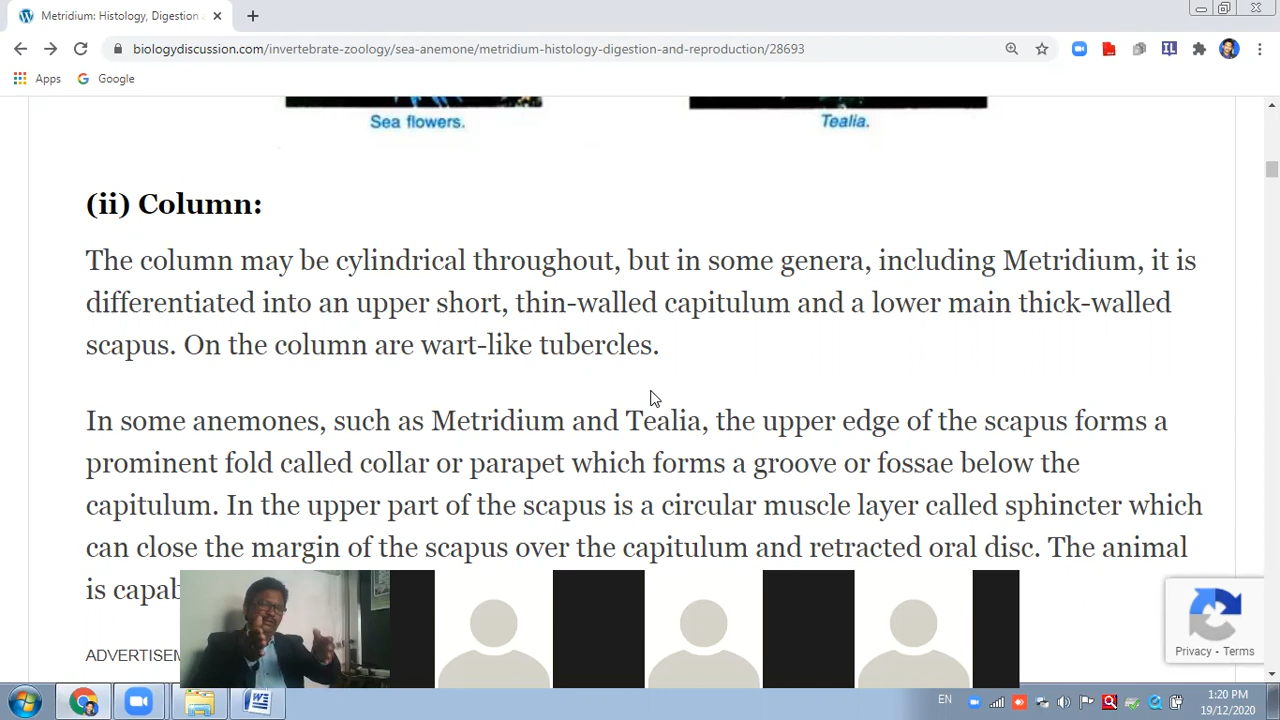 Metridium: Histology, Digestion
biologydiscussion.com/invertebrate-zoology/sea-anemone/metridium-histology-digestion-and-reproduction/28693
Apps
Google
Sea flowers.
Tealia.
(ii) Column:
The column may be cylindrical throughout, but in some genera, including Metridium, it is
differentiated into an upper short, thin-walled capitulum and a lower main thick-walled
scapus. On the column are wart-like tubercles.
In some anemones, such as Metridium and Tealia, the upper edge of the scapus forms a
prominent fold called collar or parapet which forms a groove or fossae below the
capitulum. In the upper part of the scapus is a circular muscle layer called sphincter which
can close the margin of the scapus over the capitulum and retracted oral disc. The animal
is capab
ADVERTISEM
Privacy - Terms
EN
1:20 PM
19/12/2020